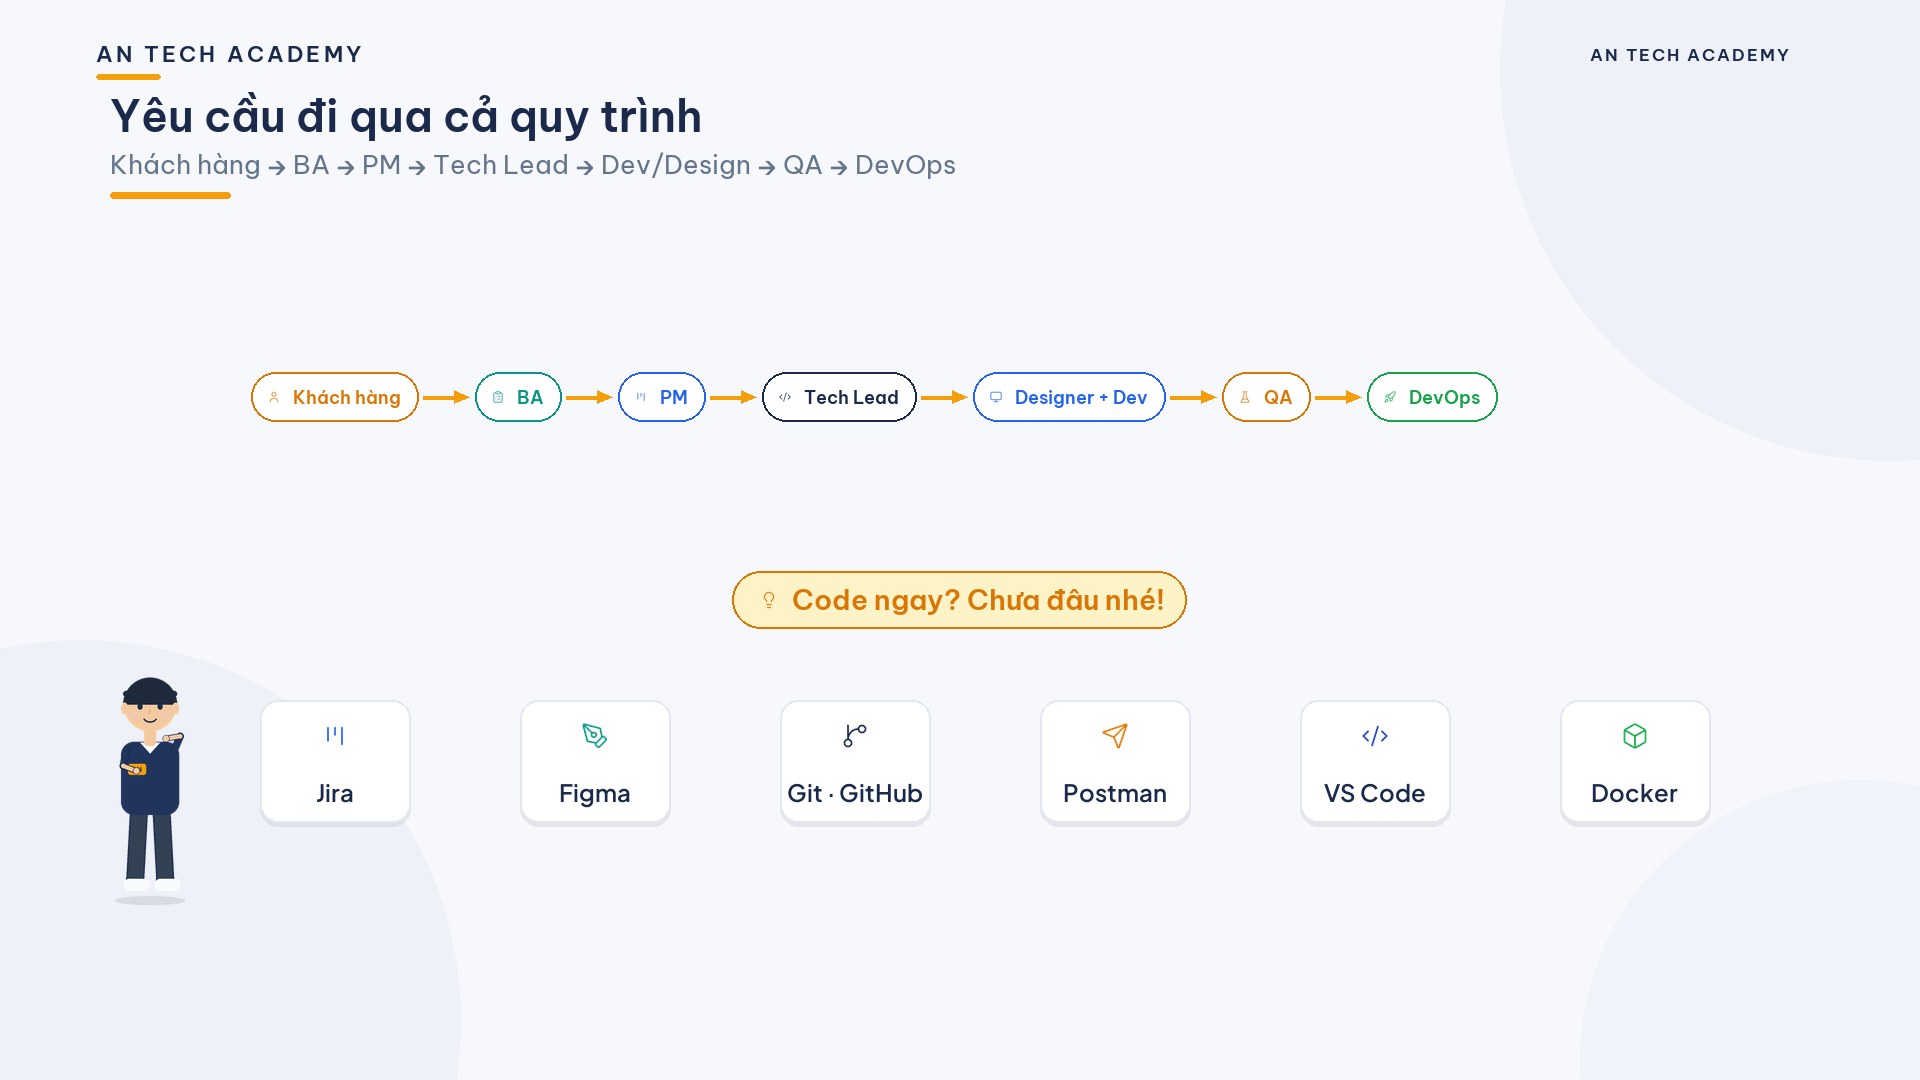 AN TECH ACADEMY
AN TECH ACADEMY
Yêu cầu đi qua cả quy trình
Khách hàng → BA → PM → Tech Lead → Dev/Design → QA → DevOps
Khách hàng
BA
PM
Tech Lead
Designer + Dev
QA
DevOps
Code ngay? Chưa đâu nhé!
Jira
Figma
Git · GitHub
Postman
VS Code
Docker